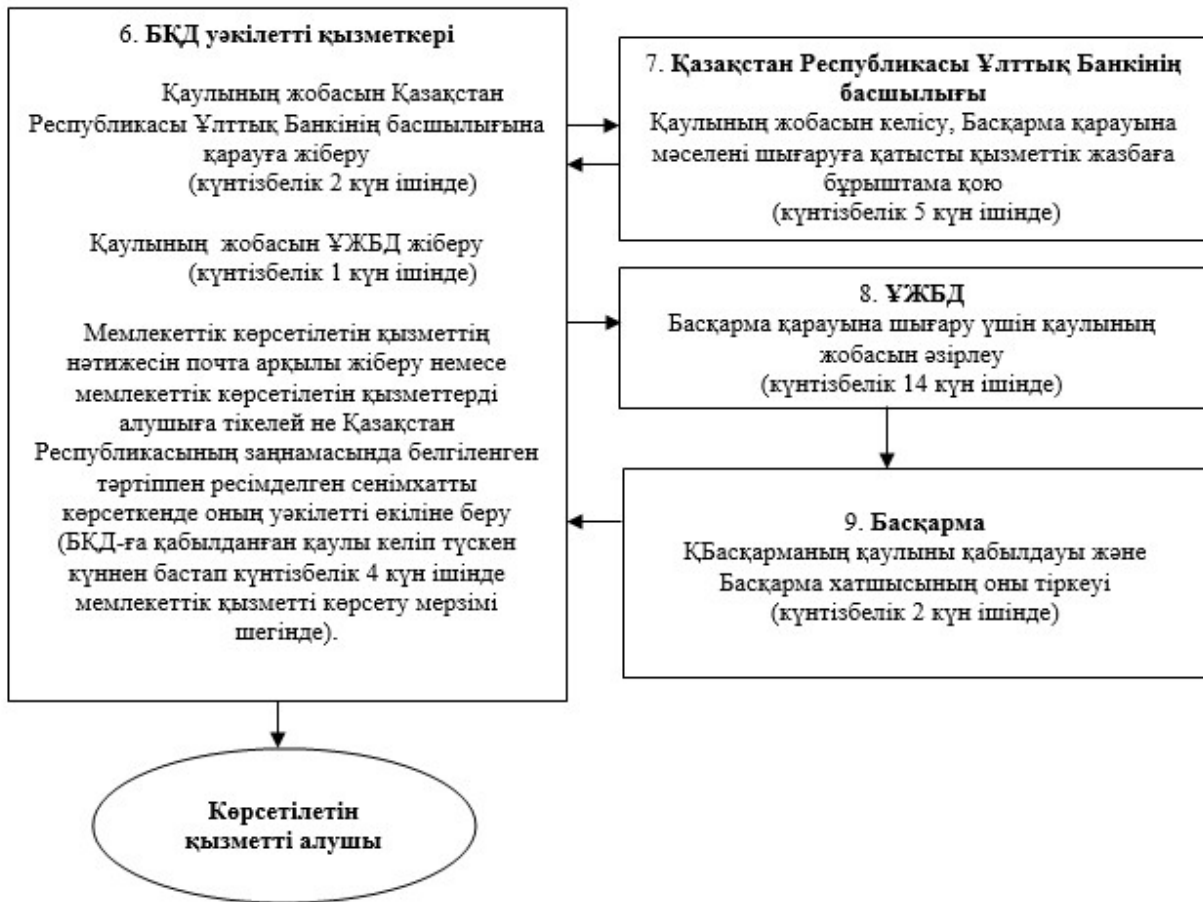 6. БҚД уәкілетті қызметкері
Қаулының жобасын Қазақстан
Республикасы Ұлттық Банкінің басшылығына
қарауға жіберу
(күнтізбелік 2 күн ішінде)
Қаулының жобасын ҰЖБД жіберу
(күнтізбелік 1 күн ішінде)
Мемлекеттік көрсетілетін қызметтің
нәтижесін почта арқылы жіберу немесе
мемлекеттік көрсетілетін қызметтерді
алушыға тікелей не Қазақстан
Республикасының заңнамасында белгіленген
тәртіппен ресімделген сенімхатты
көрсеткенде оның уәкілетті өкіліне беру
(БҚД-ға қабылданған қаулы келіп түскен
күннен бастап күнтізбелік 4 күн ішінде
мемлекеттік қызметті көрсету мерзімі
шегінде).
7. Қазақстан Республикасы Ұлттық Банкінің
басшылығы
Қаулының жобасын келісу, Басқарма қарауына
мәселені шығаруға қатысты қызметтік жазбаға
бұрыштама қою
(күнтізбелік 5 күн ішінде)
8. ҰЖБД
Басқарма қарауына шығару үшін қаулының
жобасын әзірлеу
(күнтізбелік 14 күн ішінде)
9. Басқарма
ҚБасқарманың қаулыны қабылдауы және
Басқарма хатшысының оны тіркеуі
(күнтізбелік 2 күн ішінде)
Көрсетілетін
қызметті алушы